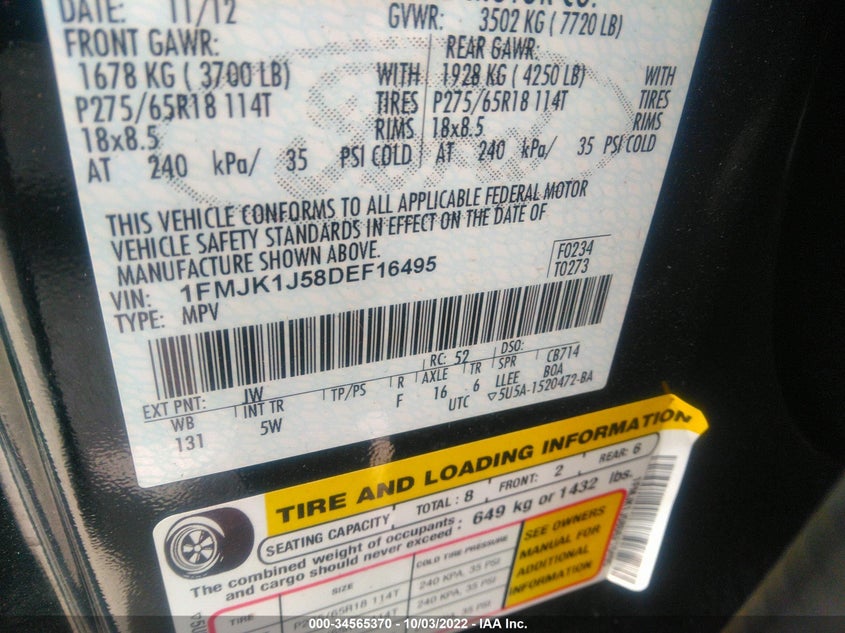 DATE: 11/12 GVWR: 3502 KG ( 7720 LB)
FRONT GAWR: REAR GAWR:
1678 KG ( 3700 LB) WITH 1928 KG ( 4250 LB) WITH
P275/65R18 114T TIRES P275/65R18 114T TIRES
18x8.5 RIMS 18x8.5 RIMS
AT 240 kPa/ 35 PSI COLD AT 240 kPa/ 35 PSI COLD
THIS VEHICLE CONFORMS TO ALL APPLICABLE FEDERAL MOTOR
VEHICLE SAFETY STANDARDS IN EFFECT ON THE DATE OF
MANUFACTURE SHOWN ABOVE.
F0234
T0273
VIN: 1FMJK1J58DEF16495
TYPE: MPV
RC: 52 DSO:
EXT PNT: JW
WB INT TR TP/PS R AXLE TR SPR CB714
131 5W F 16 6 LLEE BOA
UTC ▽5U5A-1520472-BA
TIRE AND LOADING INFORMATION
SEATING CAPACITY TOTAL : 8 FRONT: 2 REAR: 6
The combined weight of occupants
and cargo should never exceed : 649 kg or 1432 lbs.
TIRE SIZE COLD TIRE PRESSURE
P275/65R18 114T 240 KPA, 35 PSI
240 KPA, 35 PSI
SEE OWNERS
MANUAL FOR
ADDITIONAL
INFORMATION
000-34565370 - 10/03/2022 - IAA Inc.